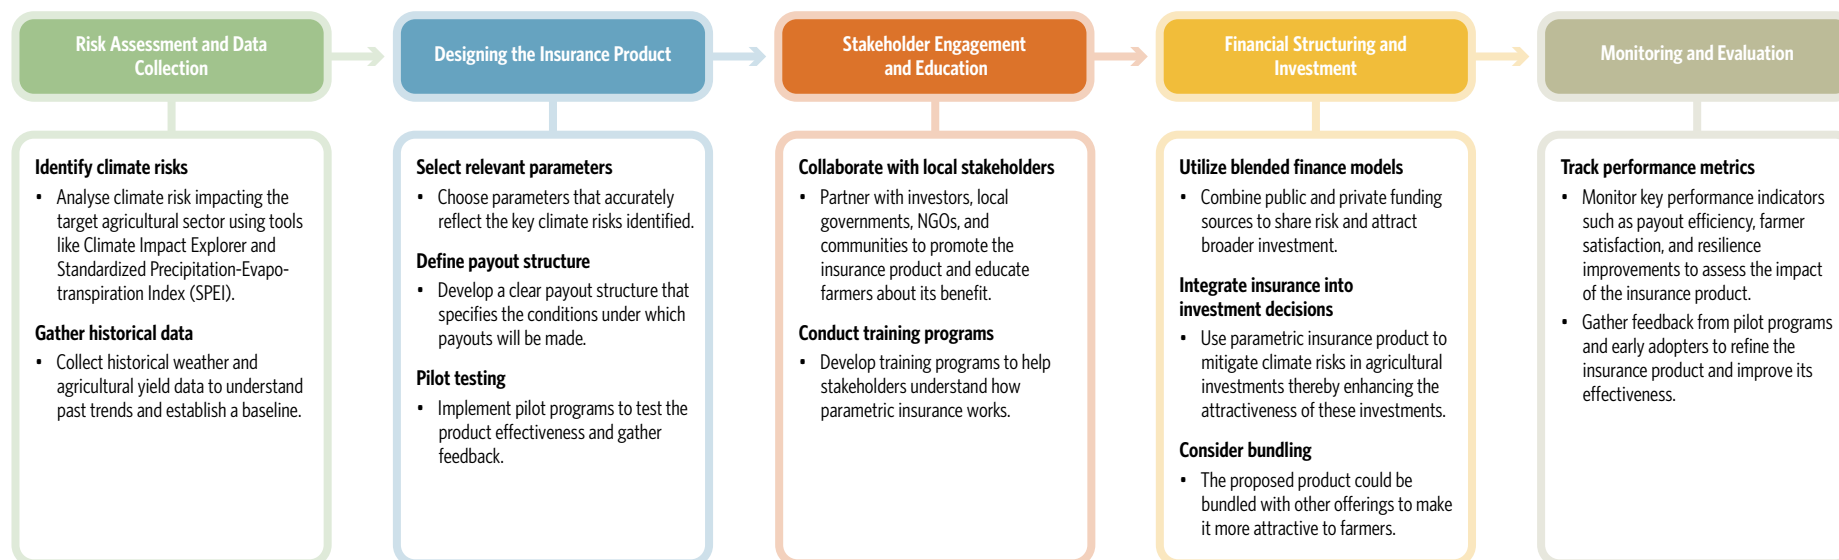 Risk Assessment and Data
Collection
Designing the Insurance Product
Stakeholder Engagement
and Education
Financial Structuring and
Investment
Monitoring and Evaluation
Identify climate risks
• Analyse climate risk impacting the
target agricultural sector using tools
like Climate Impact Explorer and
Standardized Precipitation-Evapo-
transpiration Index (SPEI).
Gather historical data
• Collect historical weather and
agricultural yield data to understand
past trends and establish a baseline.
Select relevant parameters
• Choose parameters that accurately
reflect the key climate risks identified.
Define payout structure
• Develop a clear payout structure that
specifies the conditions under which
payouts will be made.
Pilot testing
• Implement pilot programs to test the
product effectiveness and gather
feedback.
Collaborate with local stakeholders
• Partner with investors, local
governments, NGOs, and
communities to promote the
insurance product and educate
farmers about its benefit.
Conduct training programs
• Develop training programs to help
stakeholders understand how
parametric insurance works.
Utilize blended finance models
• Combine public and private funding
sources to share risk and attract
broader investment.
Integrate insurance into
investment decisions
• Use parametric insurance product to
mitigate climate risks in agricultural
investments thereby enhancing the
attractiveness of these investments.
Consider bundling
• The proposed product could be
bundled with other offerings to make
it more attractive to farmers.
Track performance metrics
• Monitor key performance indicators
such as payout efficiency, farmer
satisfaction, and resilience
improvements to assess the impact
of the insurance product.
• Gather feedback from pilot programs
and early adopters to refine the
insurance product and improve its
effectiveness.